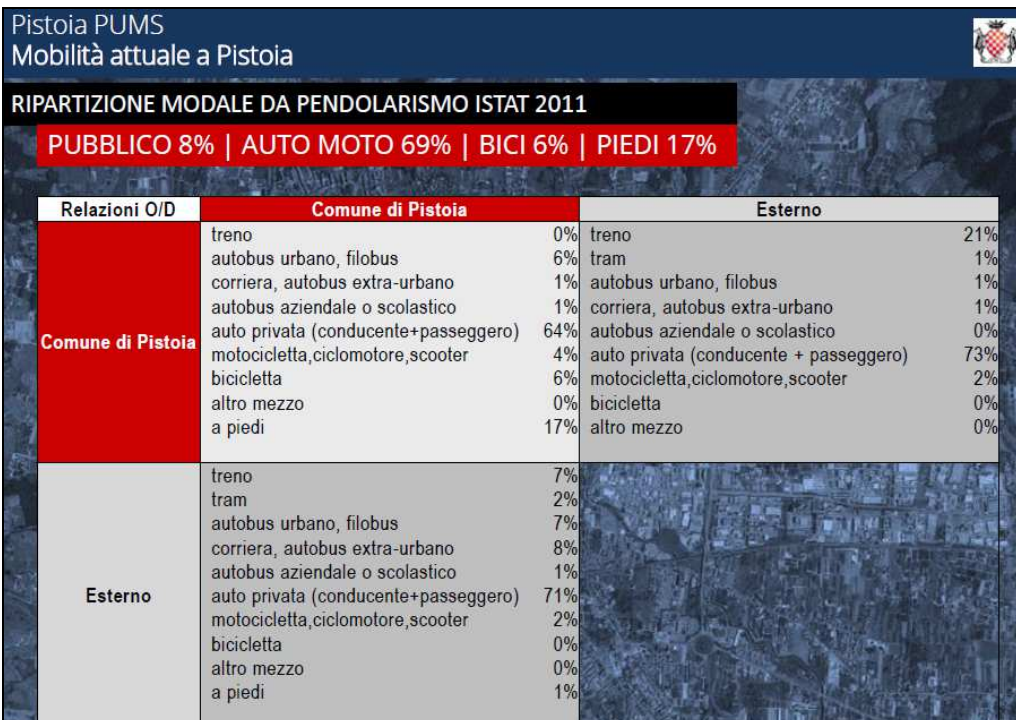 Pistoia PUMS
Mobilità attuale a Pistoia
RIPARTIZIONE MODALE DA PENDOLARISMO ISTAT 2011
PUBBLICO 8% | AUTO MOTO 69% | BICI 6% | PIEDI 17%
Relazioni O/D Comune di Pistoia Esterno
Comune di Pistoia
treno 0%
autobus urbano, filobus 6%
corriera, autobus extra-urbano 1%
autobus aziendale o scolastico 1%
auto privata (conducente+passeggero) 64%
motocicletta,ciclomotore,scooter 4%
bicicletta 6%
altro mezzo 0%
a piedi 17%
treno 21%
tram 1%
autobus urbano, filobus 1%
corriera, autobus extra-urbano 1%
autobus aziendale o scolastico 0%
auto privata (conducente + passeggero) 73%
motocicletta,ciclomotore,scooter 2%
bicicletta 0%
altro mezzo 0%
Esterno
treno 7%
tram 2%
autobus urbano, filobus 7%
corriera, autobus extra-urbano 8%
autobus aziendale o scolastico 1%
auto privata (conducente+passeggero) 71%
motocicletta,ciclomotore,scooter 2%
bicicletta 0%
altro mezzo 0%
a piedi 1%